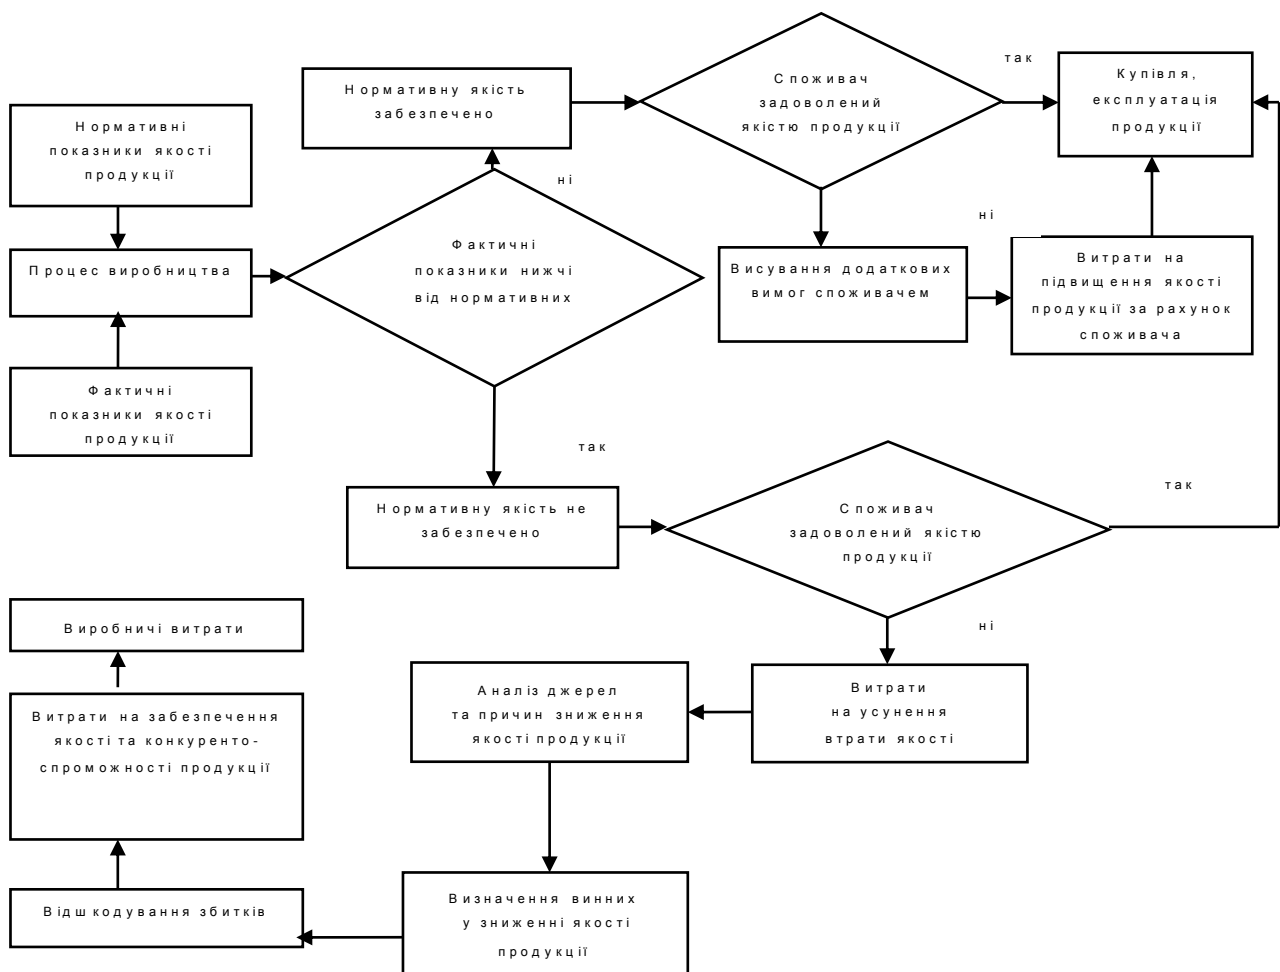 Нормативні
показники якості
продукції
Процес виробництва
Фактичні
показники якості
продукції
Нормативну якість
забезпечено
ні
Фактичні
показники нижчі
від нормативних
так
Нормативну якість не
забезпечено
Споживач
задоволений
якістю продукції
так
Купівля,
експлуатація
продукції
ні
Висування додаткових
вимог споживачем
Витрати на
підвищення якості
продукції за рахунок
споживача
Споживач
задоволений якістю
продукції
так
ні
Витрати
на усунення
втрати якості
Аналіз джерел
та причин зниження
якості продукції
Визначення винних
у зниженні якості
продукції
Відшкодування збитків
Витрати на забезпечення
якості та конкуренто-
спроможності продукції
Виробничі витрати